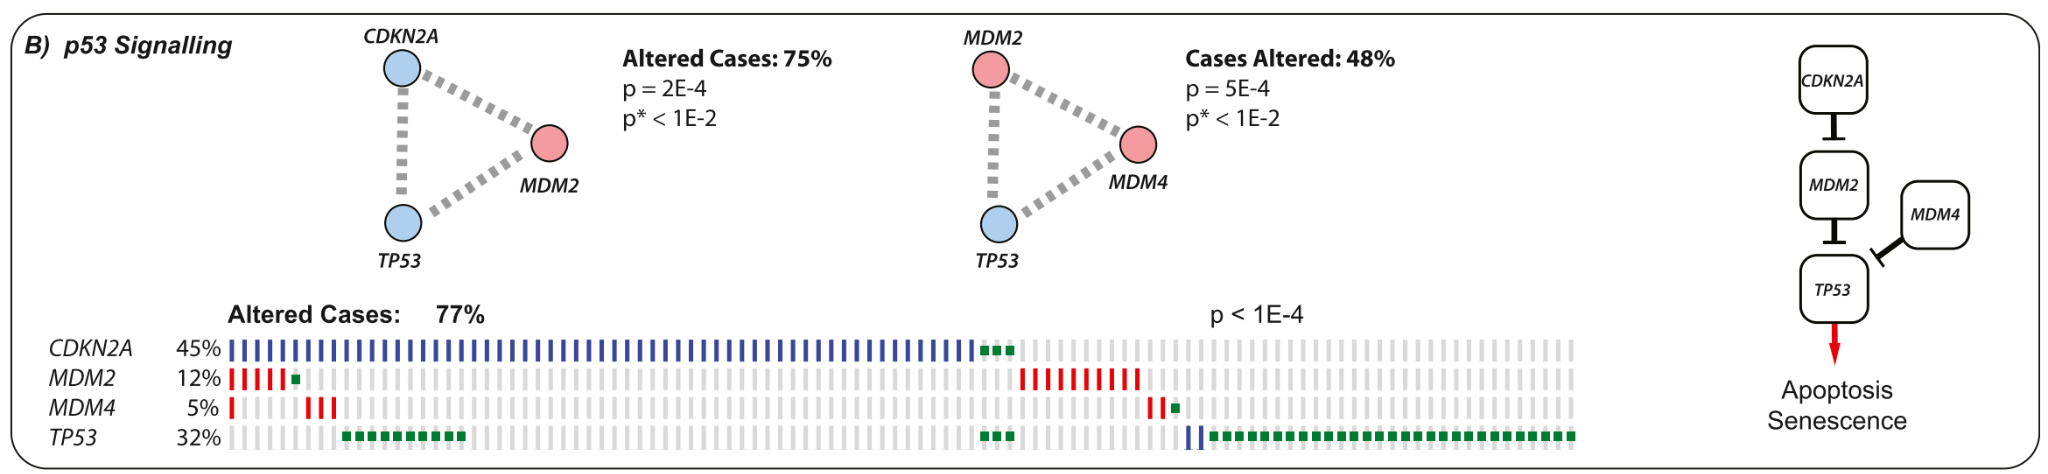 B) p53 Signalling
CDKN2A
MDM2
TP53
Altered Cases: 75%
p = 2E-4
p* < 1E-2
MDM2
MDM4
TP53
Cases Altered: 48%
p = 5E-4
p* < 1E-2
CDKN2A
MDM2
MDM4
TP53
Apoptosis
Senescence
Altered Cases: 77%
p < 1E-4
CDKN2A 45%
MDM2 12%
MDM4 5%
TP53 32%